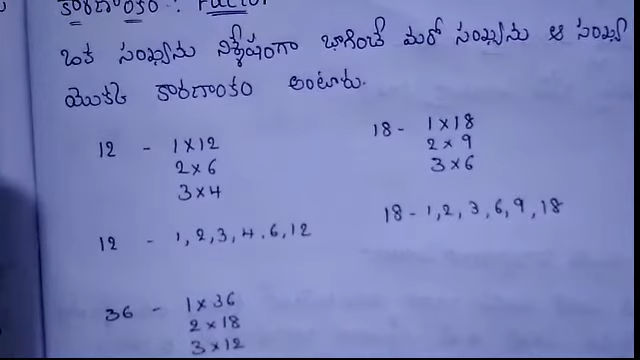 కారణాంకం : Factor
ఒక సంఖ్యను నిశ్శేషంగా భాగించే మరో సంఖ్యను ఆ సంఖ్య
యొక్క కారణాంకం అంటారు.
12 - 1×12
2×6
3×4
12 - 1, 2, 3, 4, 6, 12
18 - 1×18
2×9
3×6
18 - 1, 2, 3, 6, 9, 18
36 - 1×36
2×18
3×12